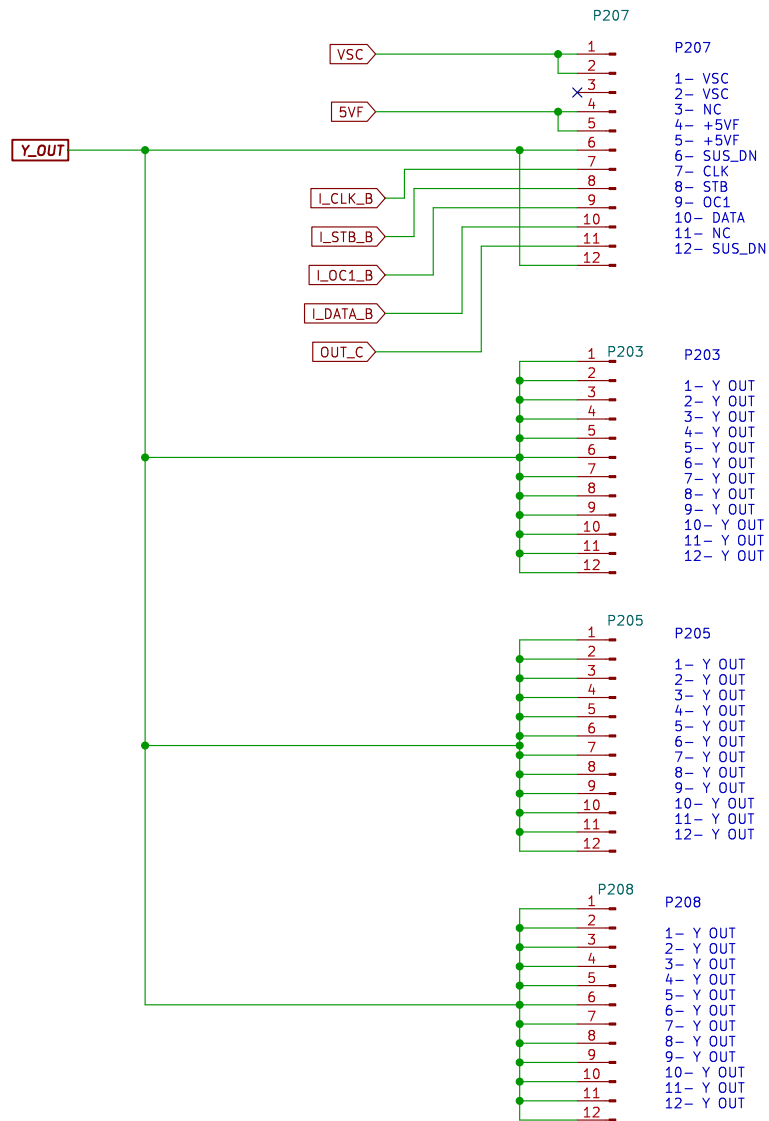 P207
VSC
1
2
3
5VF
4
5
Y_OUT
6
7
I_CLK_B
8
I_STB_B
9
I_OC1_B
10
I_DATA_B
11
OUT_C
12
P207
1- VSC
2- VSC
3- NC
4- +5VF
5- +5VF
6- SUS_DN
7- CLK
8- STB
9- OC1
10- DATA
11- NC
12- SUS_DN
P203
1
2
3
4
5
6
7
8
9
10
11
12
P203
1- Y OUT
2- Y OUT
3- Y OUT
4- Y OUT
5- Y OUT
6- Y OUT
7- Y OUT
8- Y OUT
9- Y OUT
10- Y OUT
11- Y OUT
12- Y OUT
P205
1
2
3
4
5
6
7
8
9
10
11
12
P205
1- Y OUT
2- Y OUT
3- Y OUT
4- Y OUT
5- Y OUT
6- Y OUT
7- Y OUT
8- Y OUT
9- Y OUT
10- Y OUT
11- Y OUT
12- Y OUT
P208
1
2
3
4
5
6
7
8
9
10
11
12
P208
1- Y OUT
2- Y OUT
3- Y OUT
4- Y OUT
5- Y OUT
6- Y OUT
7- Y OUT
8- Y OUT
9- Y OUT
10- Y OUT
11- Y OUT
12- Y OUT